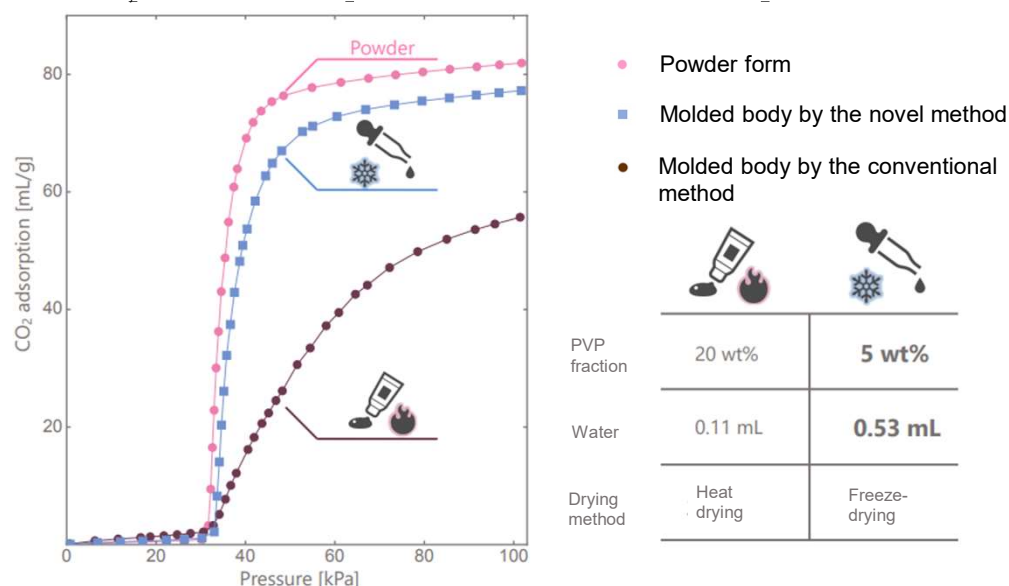 Powder
80
60
40
20
0
0
20
40
60
80
100
CO₂ adsorption [mL/g]
Pressure [kPa]
Powder form
Molded body by the novel method
Molded body by the conventional
method
PVP
fraction
20 wt%
5 wt%
Water
0.11 mL
0.53 mL
Drying
method
Heat
drying
Freeze-
drying